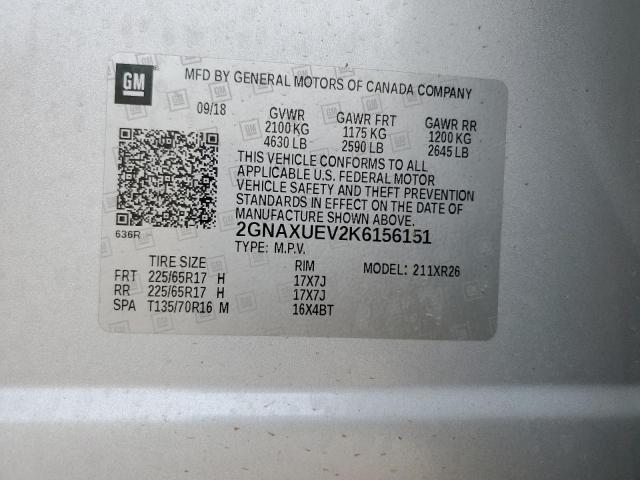 GM
MFD BY GENERAL MOTORS OF CANADA COMPANY
09/18 GVWR GAWR FRT GAWR RR
2100 KG 1175 KG 1200 KG
4630 LB 2590 LB 2645 LB
THIS VEHICLE CONFORMS TO ALL
APPLICABLE U.S. FEDERAL MOTOR
VEHICLE SAFETY AND THEFT PREVENTION
STANDARDS IN EFFECT ON THE DATE OF
MANUFACTURE SHOWN ABOVE.
636R 2GNAXUEV2K6156151
TYPE: M.P.V.
TIRE SIZE RIM MODEL: 211XR26
FRT 225/65R17 H 17X7J
RR 225/65R17 H 17X7J
SPA T135/70R16 M 16X4BT